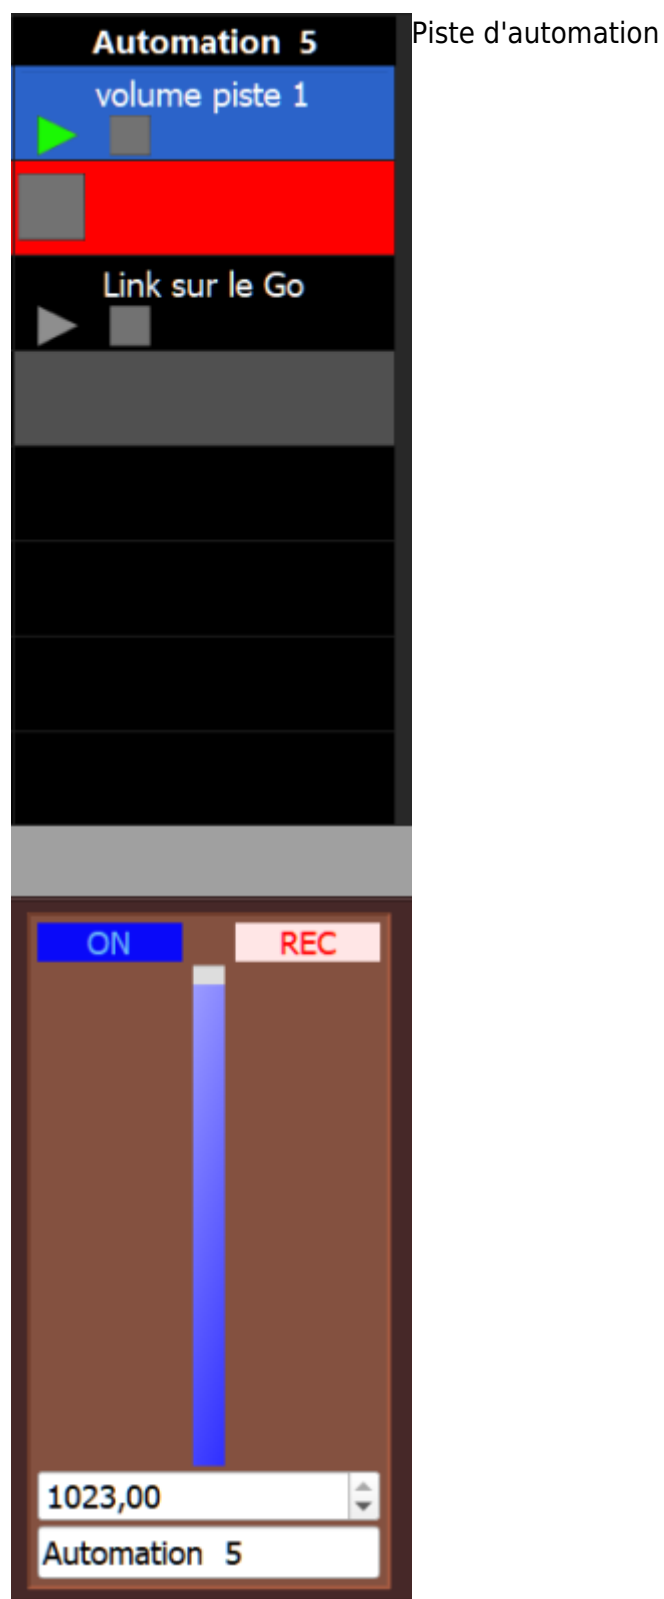 Automation 5
Piste d'automation
volume piste 1
Link sur le Go
ON
REC
1023,00
Automation 5